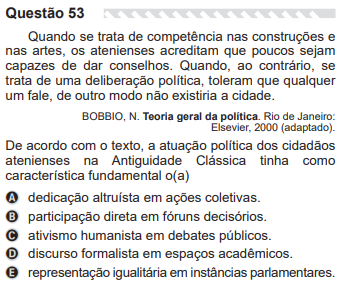 Questão 53
Quando se trata de competência nas construções e
nas artes, os atenienses acreditam que poucos sejam
capazes de dar conselhos. Quando, ao contrário, se
trata de uma deliberação política, toleram que qualquer
um fale, de outro modo não existiria a cidade.
BOBBIO, N. Teoria geral da política. Rio de Janeiro:
Elsevier, 2000 (adaptado).
De acordo com o texto, a atuação política dos cidadãos
atenienses na Antiguidade Clássica tinha como
característica fundamental o(a)
A dedicação altruísta em ações coletivas.
B participação direta em fóruns decisórios.
C ativismo humanista em debates públicos.
D discurso formalista em espaços acadêmicos.
E representação igualitária em instâncias parlamentares.